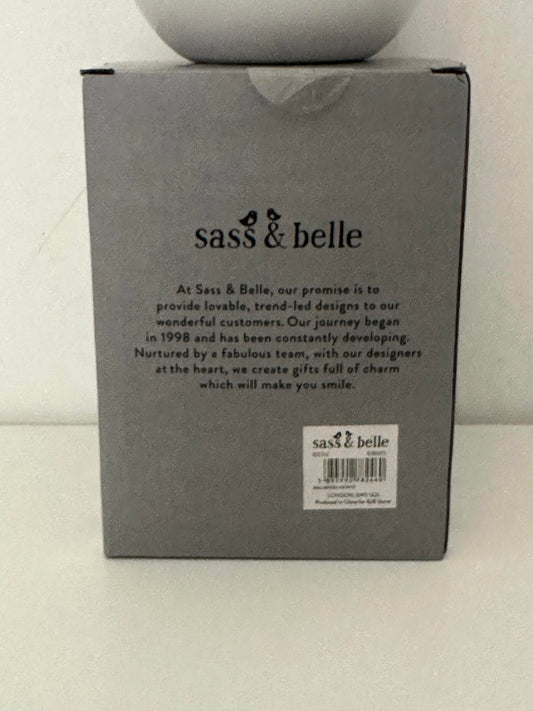 sass & belle
At Sass & Belle, our promise is to
provide lovable, trend-led designs to our
wonderful customers. Our journey began
in 1998 and has been constantly developing.
Nurtured by a fabulous team, with our designers
at the heart, we create gifts full of charm
which will make you smile.
sass & belle
LONDON, SW9